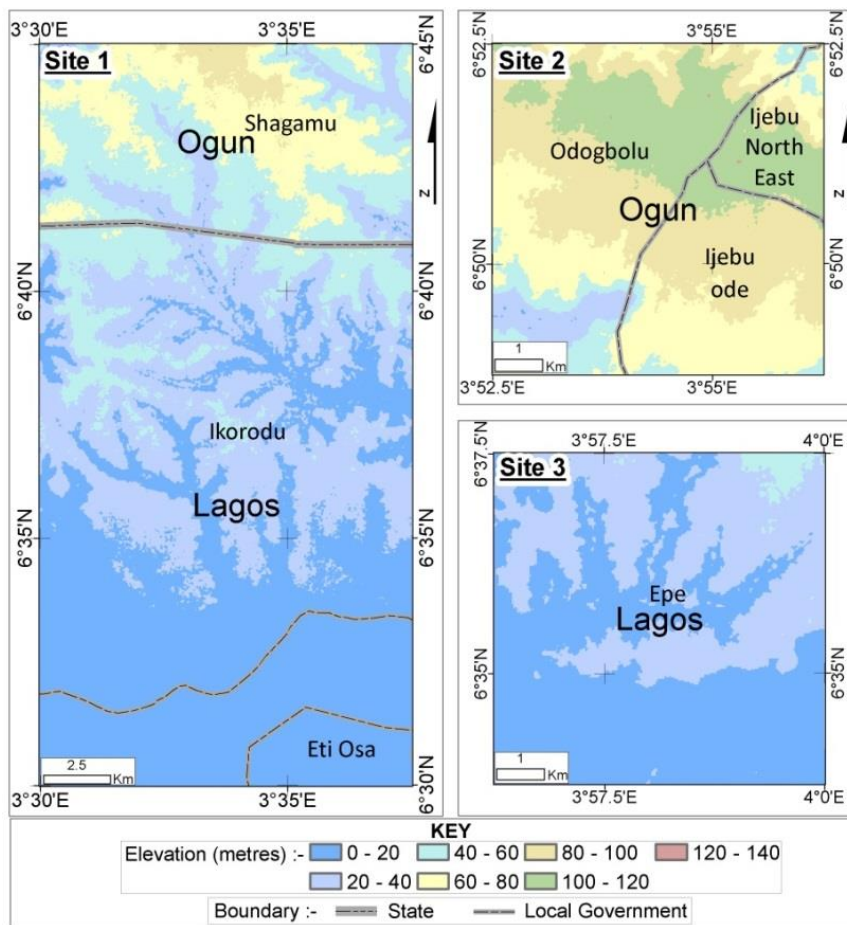 3°30'E
3°35'E
Site 1
6°45'N
Shagamu
Ogun
z
6°40'N
6°40'N
Ikorodu
Lagos
6°35'N
6°35'N
Eti Osa
2.5
Km
3°30'E
3°35'E
6°30'N
3°55'E
6°52.5'N
6°52.5'N
Site 2
Odogbolu
Ijebu
North
East
z
Ogun
Ijebu
ode
6°50'N
6°50'N
1
Km
3°52.5'E
3°55'E
3°57.5'E
4°0'E
6°37.5'N
6°37.5'N
Site 3
Epe
Lagos
z
6°35'N
6°35'N
1
Km
3°57.5'E
4°0'E
KEY
Elevation (metres) :- 0 - 20 40 - 60 80 - 100 120 - 140
20 - 40 60 - 80 100 - 120
Boundary :- State Local Government